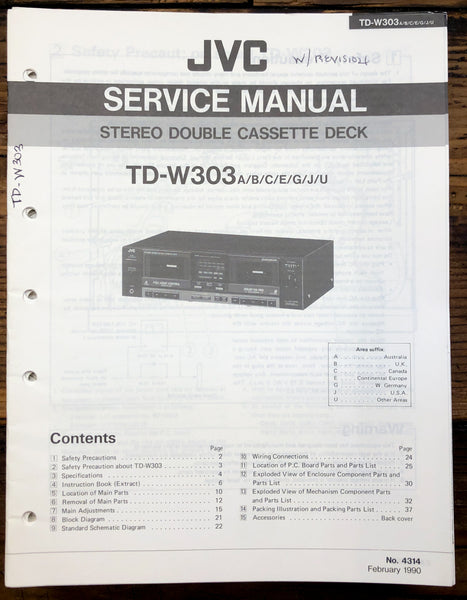 TD-W303A/B/C/E/G/J/U
JVC
W/ REVISION
SERVICE MANUAL
STEREO DOUBLE CASSETTE DECK
TD-W303
TD-W303A/B/C/E/G/J/U
Area suffix
A . . . . . . . . . . Australia
B . . . . . . . . . . . . . U.K.
C . . . . . . . . . . Canada
E . . Continental Europe
G . . . . . . . W. Germany
J . . . . . . . . . . . . U.S.A.
U . . . . . . Other Areas
Contents
Page
1 Safety Precautions . . . . . . . . . . 2
2 Safety Precaution about TD-W303 . . . . . . . . . . 3
3 Specifications . . . . . . . . . . 4
4 Instruction Book (Extract) . . . . . . . . . . 6
5 Location of Main Parts . . . . . . . . . . 10
6 Removal of Main Parts . . . . . . . . . . 12
7 Main Adjustments . . . . . . . . . . 15
8 Block Diagram . . . . . . . . . . 21
9 Standard Schematic Diagram . . . . . . . . . . 22
Page
10 Wiring Connections . . . . . . . . . . 24
11 Location of P.C. Board Parts and Parts List . . . . . . . . . . 25
12 Exploded View of Enclosure Component Parts and
Parts List . . . . . . . . . . 30
13 Exploded View of Mechanism Component Parts
and Parts List . . . . . . . . . . 32
14 Packing Illustration and Packing Parts List . . . . 37
15 Accessories . . . . . . . . . . Back cover
No. 4314
February 1990